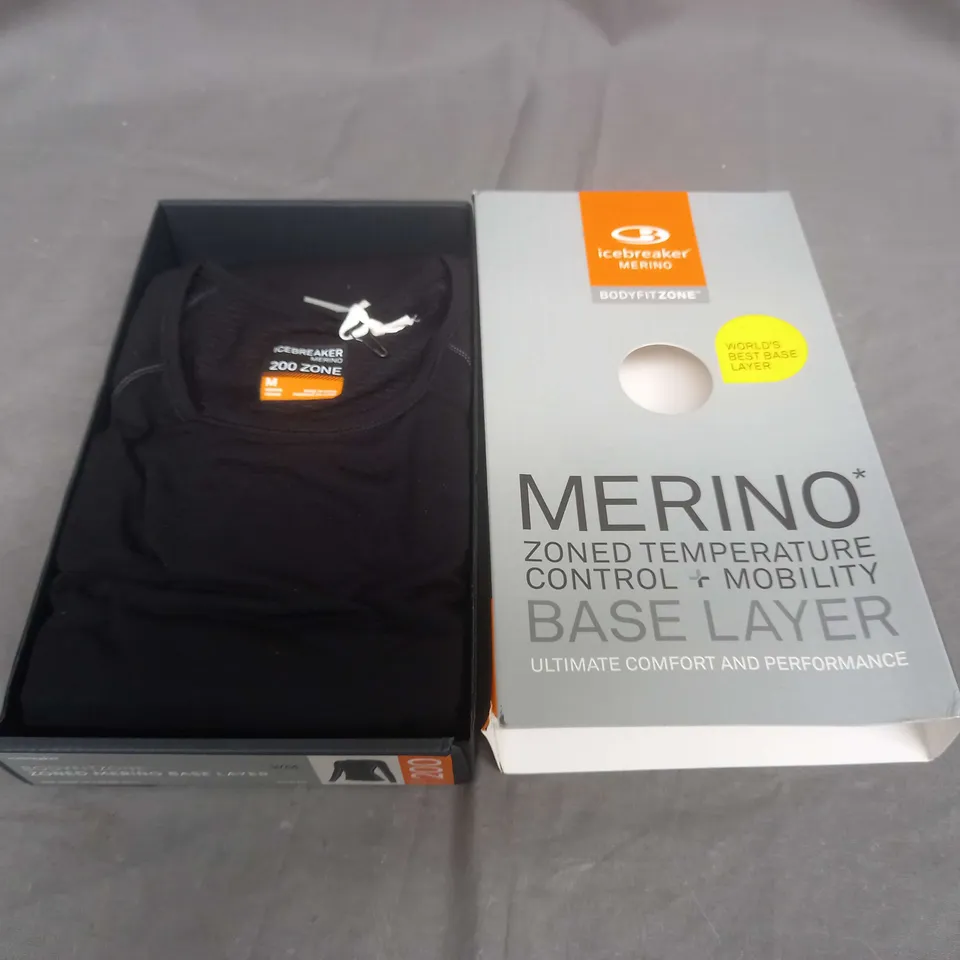 ICEBREAKER
MERINO
200 ZONE
M
BODYFITZONE
ZONED MERINO BASE LAYER
200
icebreaker
MERINO
BODYFITZONE™
WORLD'S
BEST BASE
LAYER
MERINO*
ZONED TEMPERATURE
CONTROL + MOBILITY
BASE LAYER
ULTIMATE COMFORT AND PERFORMANCE